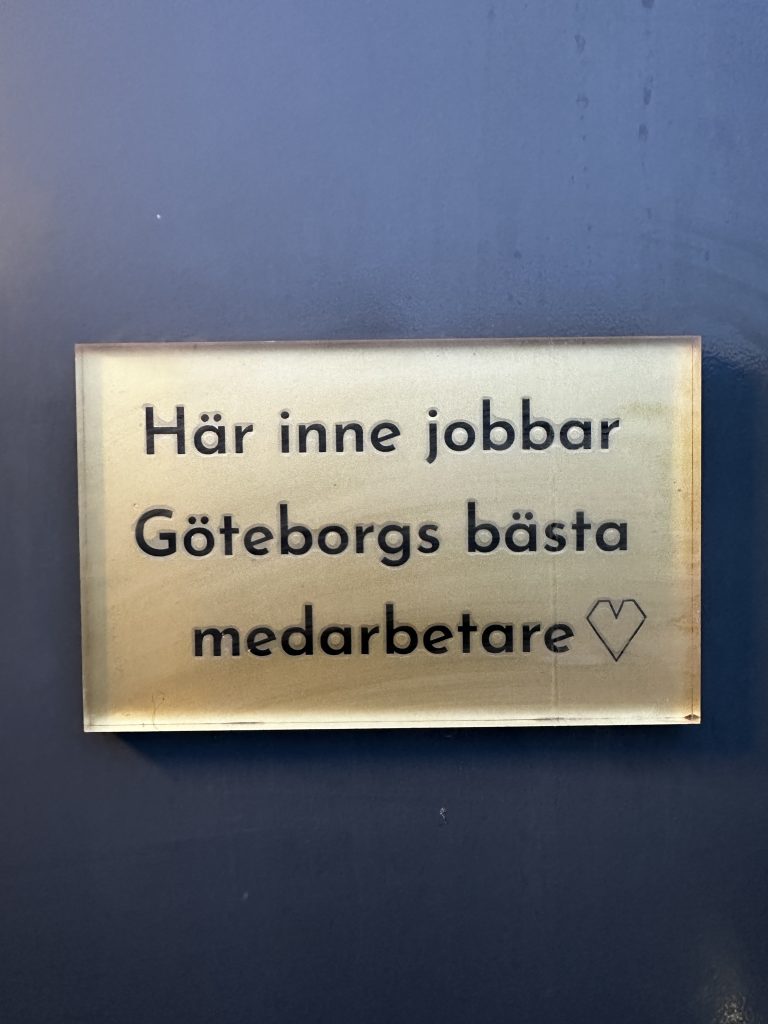 Här inne jobbar
Göteborgs bästa
medarbetare♡